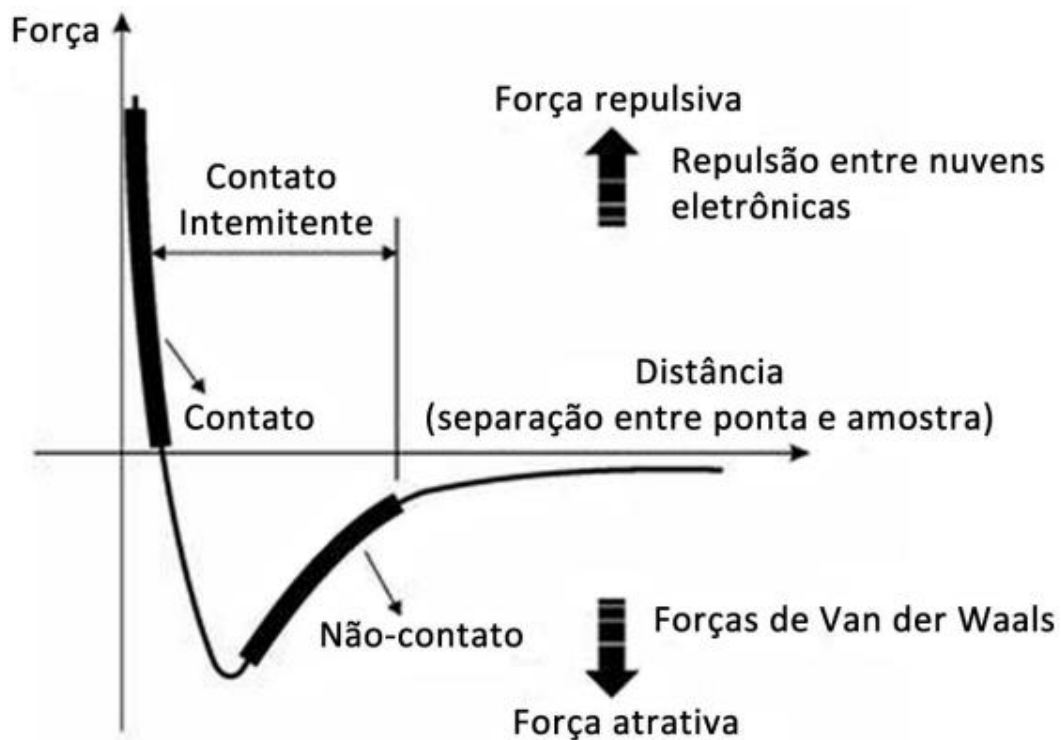 Força
Força repulsiva
Repulsão entre nuvens
eletrônicas
Contato
Intemitente
Contato
Distância
(separação entre ponta e amostra)
Não-contato
Forças de Van der Waals
Força atrativa